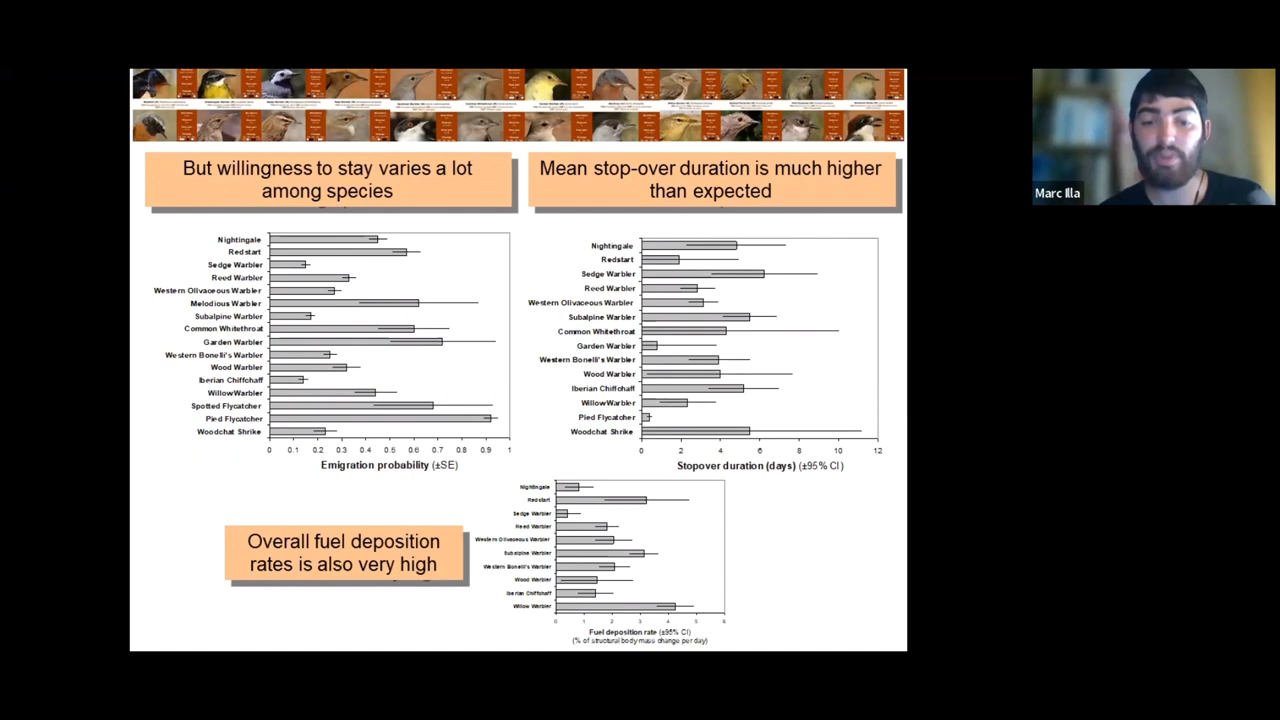 But willingness to stay varies a lot
among species
Mean stop-over duration is much higher
than expected
Marc Illa
Nightingale
Redstart
Sedge Warbler
Reed Warbler
Western Olivaceous Warbler
Melodious Warbler
Subalpine Warbler
Common Whitethroat
Garden Warbler
Western Bonelli's Warbler
Wood Warbler
Iberian Chiffchaff
Willow Warbler
Spotted Flycatcher
Pied Flycatcher
Woodchat Shrike
0 0.1 0.2 0.3 0.4 0.5 0.6 0.7 0.8 0.9 1
Emigration probability (±SE)
Nightingale
Redstart
Sedge Warbler
Reed Warbler
Western Olivaceous Warbler
Subalpine Warbler
Common Whitethroat
Garden Warbler
Western Bonelli's Warbler
Wood Warbler
Iberian Chiffchaff
Willow Warbler
Pied Flycatcher
Woodchat Shrike
0 2 4 6 8 10 12
Stopover duration (days) (±95% CI)
Overall fuel deposition
rates is also very high
Nightingale
Redstart
Sedge Warbler
Reed Warbler
Western Olivaceous Warbler
Subalpine Warbler
Western Bonelli's Warbler
Wood Warbler
Iberian Chiffchaff
Willow Warbler
0 1 2 3 4 5 6
Fuel deposition rate (±95% CI)
(% of structural body mass change per day)